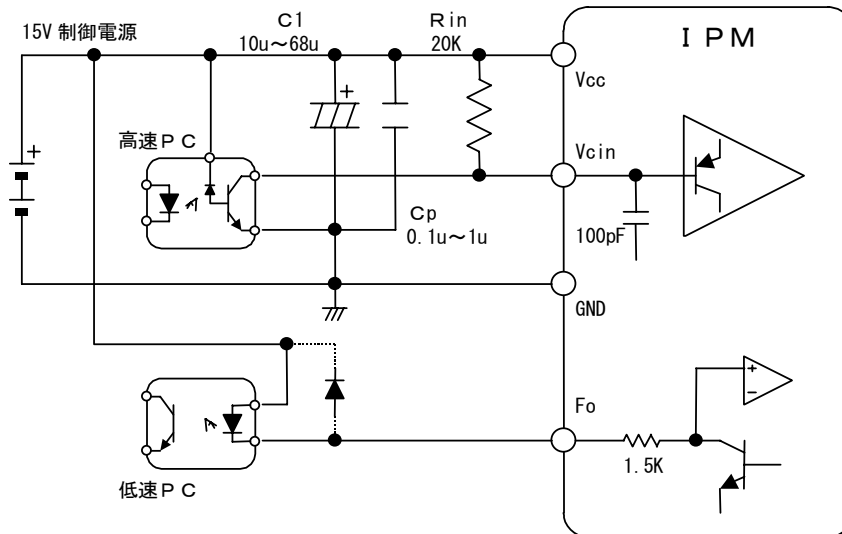 15V 制御電源
C1
10u～68u
Rin
20K
IPM
Vcc
高速PC
Vcin
Cp
0.1u～1u
100pF
GND
Fo
1.5K
低速PC
+
+
+
−